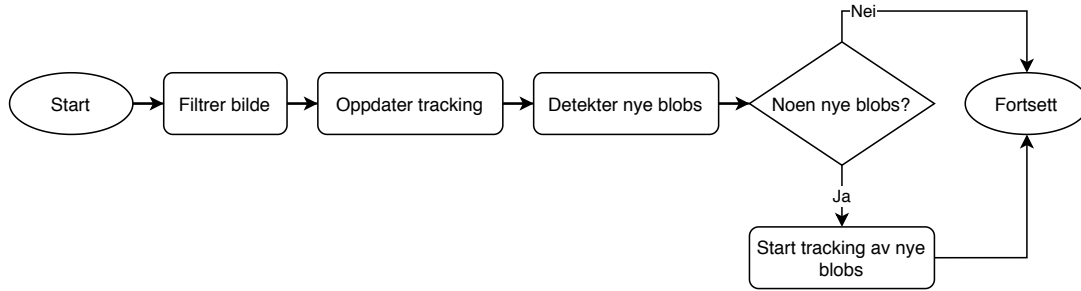 Nei
Start
Filtrer bilde
Oppdater tracking
Detekter nye blobs
Noen nye blobs?
Fortsett
Ja
Start tracking av nye
blobs